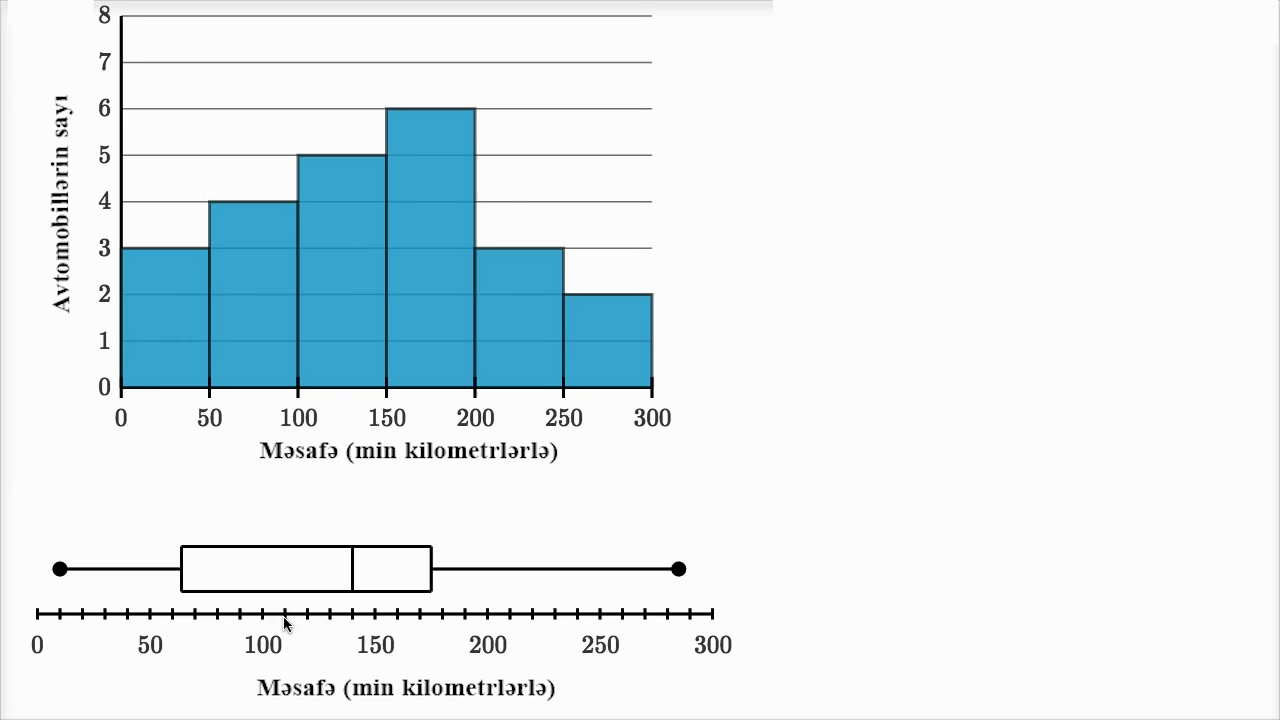 8
7
6
5
4
3
2
1
0
Avtomobillərin sayı
0 50 100 150 200 250 300
Məsafə (min kilometrlərlə)
0 50 100 150 200 250 300
Məsafə (min kilometrlərlə)